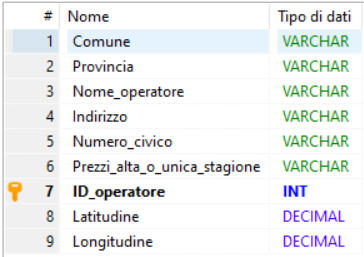 # Nome Tipo di dati
1 Comune VARCHAR
2 Provincia VARCHAR
3 Nome_operatore VARCHAR
4 Indirizzo VARCHAR
5 Numero_civico VARCHAR
6 Prezzi_alta_o_unica_stagione VARCHAR
7 ID_operatore INT
8 Latitudine DECIMAL
9 Longitudine DECIMAL